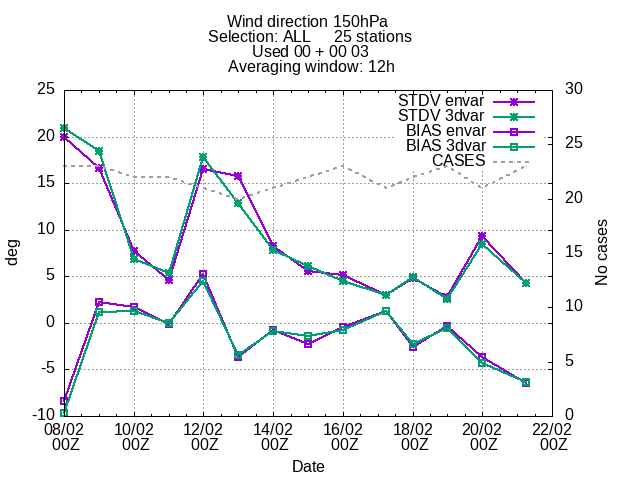 Wind direction 150hPa
Selection: ALL 25 stations
Used 00 + 00 03
Averaging window: 12h
STDV envar
STDV 3dvar
BIAS envar
BIAS 3dvar
CASES
25
20
15
10
5
0
-5
-10
deg
30
25
20
15
10
5
0
No cases
08/02 10/02 12/02 14/02 16/02 18/02 20/02 22/02
00Z 00Z 00Z 00Z 00Z 00Z 00Z 00Z
Date